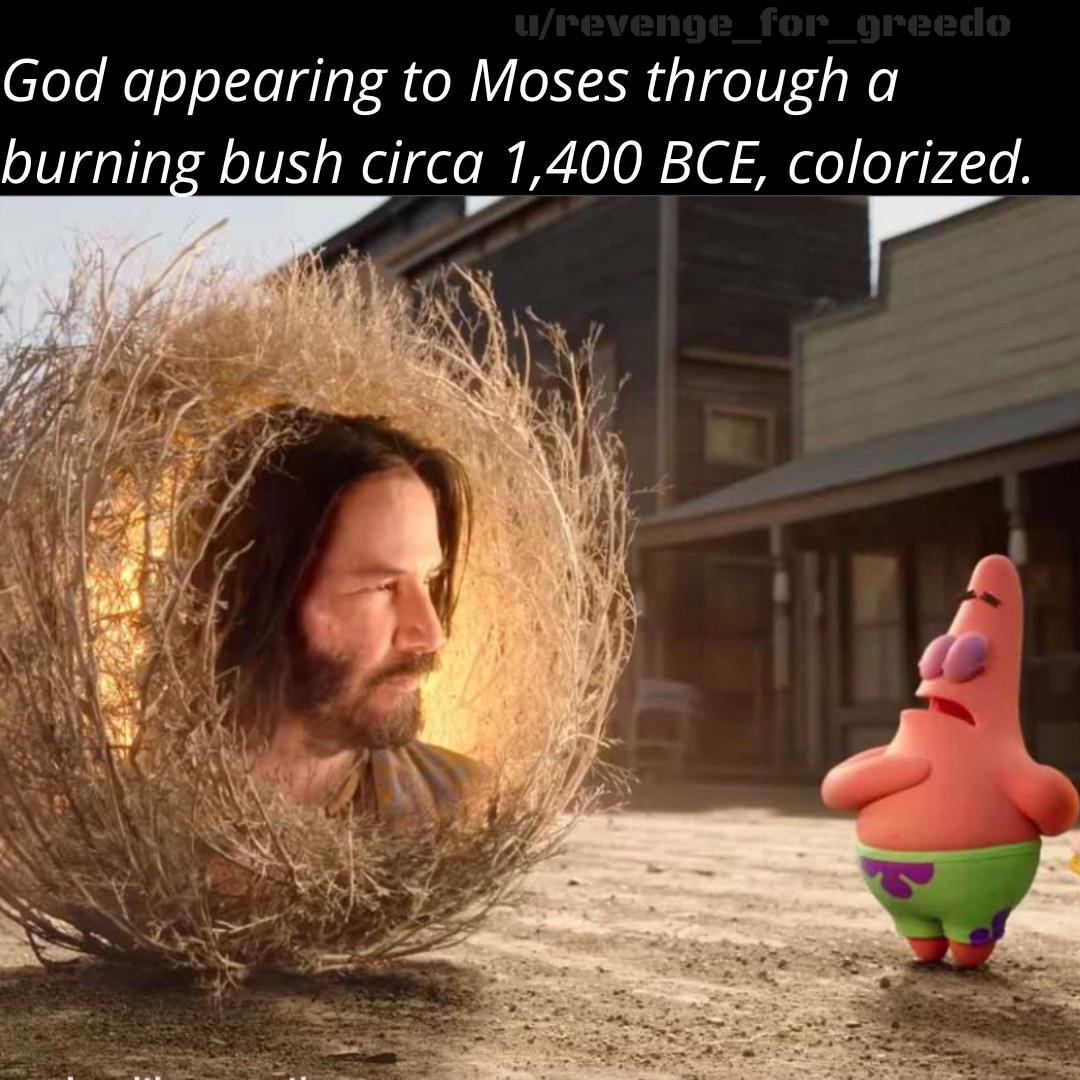 u/revenge_for_greedo
God appearing to Moses through a
burning bush circa 1,400 BCE, colorized.